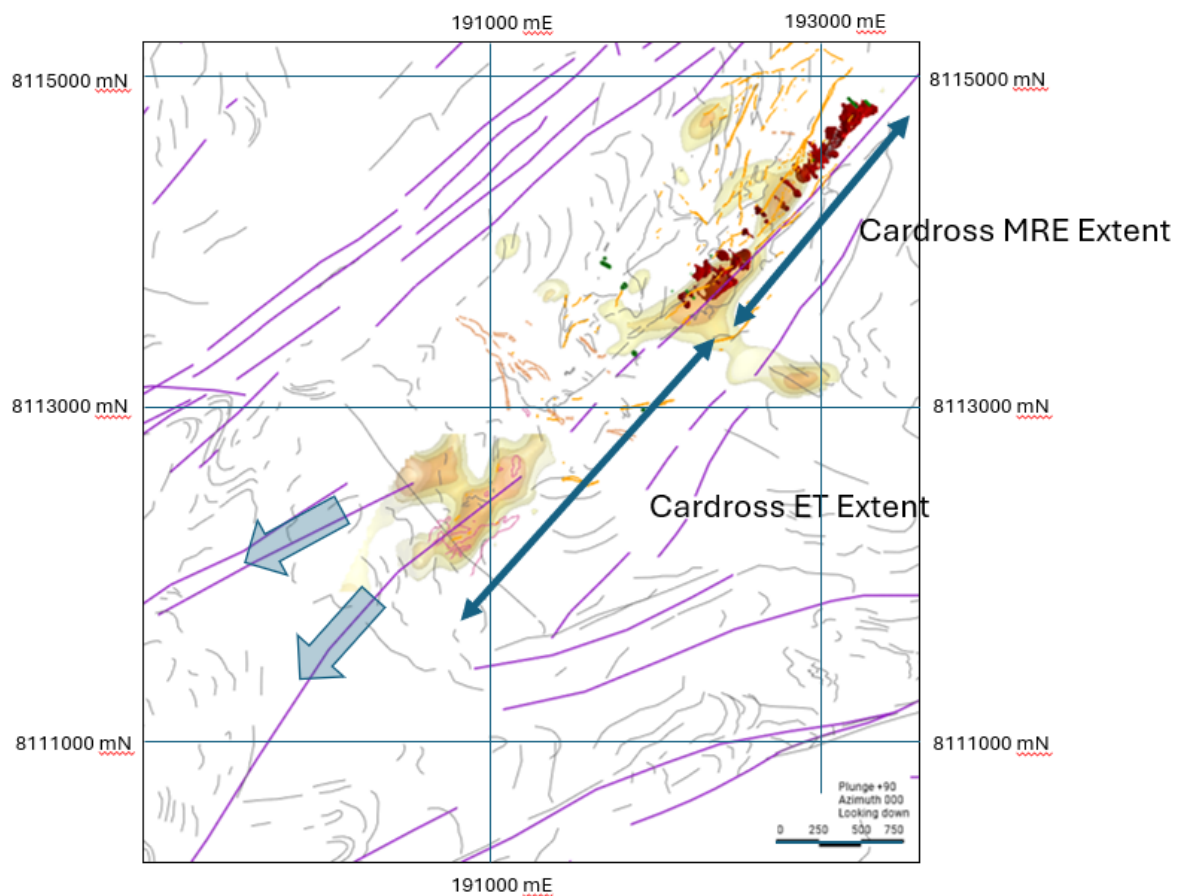 191000 mE
193000 mE
8115000 mN
8115000 mN
Cardross MRE Extent
8113000 mN
8113000 mN
Cardross ET Extent
8111000 mN
8111000 mN
Plunge +90
Azimuth 000
Looking down
0 250 500 750
191000 mE